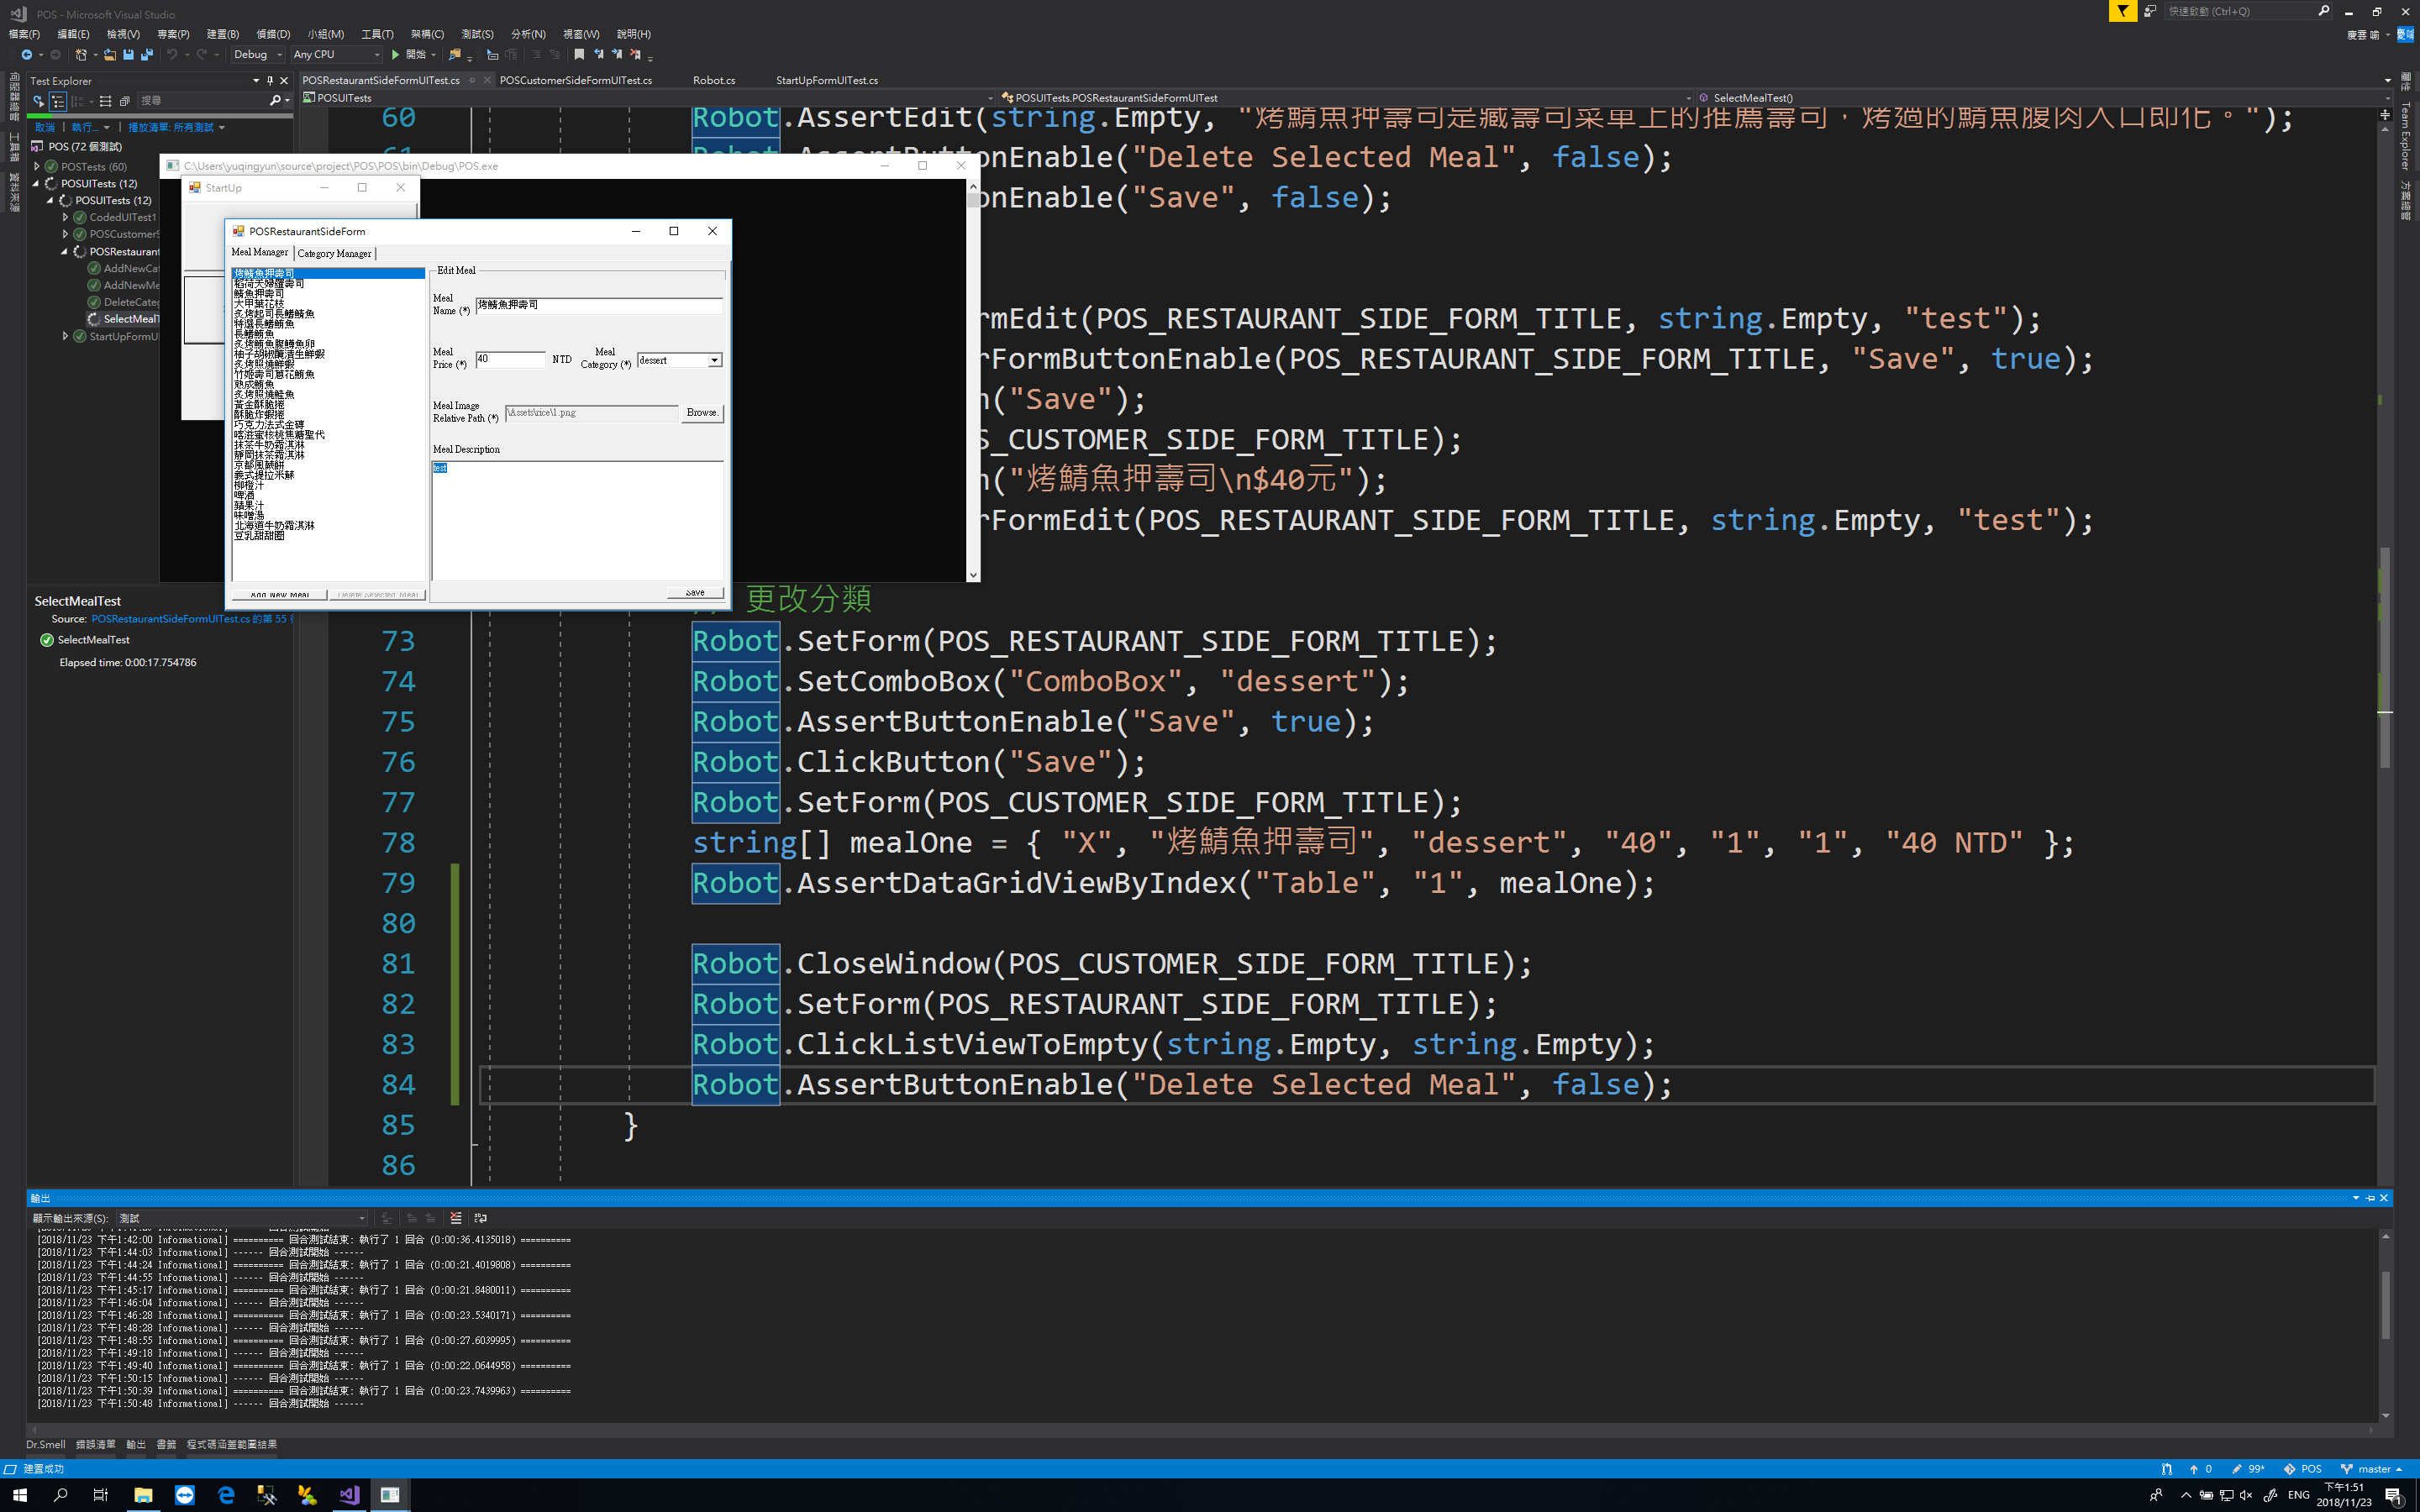 POS - Microsoft Visual Studio
快速啟動 (Ctrl+Q)
檔案(F) 編輯(E) 檢視(V) 專案(P) 建置(B) 偵錯(D) 小組(M) 工具(T) 架構(C) 測試(S) 分析(N) 視窗(W) 說明(H)
慶雲 喻
Debug Any CPU 開始
Test Explorer
搜尋
取消 | 執行... | 播放清單: 所有測試
POS (72 個測試)
POSTests (60)
POSUITests (12)
POSUITests (12)
CodedUITest1
POSCustomerS
POSRestaurant
AddNewCat
AddNewMe
DeleteCateg
SelectMealT
StartUpFormU
SelectMealTest
Source: POSRestaurantSideFormUITest.cs 的第 55
SelectMealTest
Elapsed time: 0:00:17.754786
POSRestaurantSideFormUITest.cs POSCustomerSideFormUITest.cs Robot.cs StartUpFormUITest.cs
POSUITests POSUITests.POSRestaurantSideFormUITest SelectMealTest()
Team Explorer
60 Robot.AssertEdit(string.Empty, "烤鯖魚押壽司是藏壽司菜單上的推薦壽司，烤過的鯖魚腹肉入口即化。");
61 AssertButtonEnable("Delete Selected Meal", false);
onEnable("Save", false);
rmEdit(POS_RESTAURANT_SIDE_FORM_TITLE, string.Empty, "test");
rFormButtonEnable(POS_RESTAURANT_SIDE_FORM_TITLE, "Save", true);
n("Save");
S_CUSTOMER_SIDE_FORM_TITLE);
n("烤鯖魚押壽司\n$40元");
rFormEdit(POS_RESTAURANT_SIDE_FORM_TITLE, string.Empty, "test");
更改分類
73 Robot.SetForm(POS_RESTAURANT_SIDE_FORM_TITLE);
74 Robot.SetComboBox("ComboBox", "dessert");
75 Robot.AssertButtonEnable("Save", true);
76 Robot.ClickButton("Save");
77 Robot.SetForm(POS_CUSTOMER_SIDE_FORM_TITLE);
78 string[] mealOne = { "X", "烤鯖魚押壽司", "dessert", "40", "1", "1", "40 NTD" };
79 Robot.AssertDataGridViewByIndex("Table", "1", mealOne);
80
81 Robot.CloseWindow(POS_CUSTOMER_SIDE_FORM_TITLE);
82 Robot.SetForm(POS_RESTAURANT_SIDE_FORM_TITLE);
83 Robot.ClickListViewToEmpty(string.Empty, string.Empty);
84 Robot.AssertButtonEnable("Delete Selected Meal", false);
85 }
86
C:\Users\yuqingyun\source\project\POS\POS\bin\Debug\POS.exe
StartUp
POSRestaurantSideForm
Meal Manager Category Manager
烤鯖魚押壽司
稻荷天婦羅壽司
鯖魚押壽司
大甲葉花枝
炙烤起司長鰭鮪魚
特選長鰭鮪魚
長鰭鮪魚
炙烤鮪魚腹鱈魚卵
柚子胡椒醃漬生鮮蝦
炙烤照燒鮮蝦
竹姬壽司蔥花鮪魚
熟成鮪魚
炙烤照燒鮭魚
黃金酥脆捲
酥脆炸蝦捲
巧克力法式金磚
喀滋蜜核桃焦糖聖代
抹茶牛奶霜淇淋
靜岡抹茶霜淇淋
京都風蕨餅
義式提拉米蘇
柳橙汁
啤酒
蘋果汁
味噌湯
北海道牛奶霜淇淋
豆乳甜甜圈
Add New Meal Delete Selected Meal
Edit Meal
Meal Name (*) 烤鯖魚押壽司
Meal Price (*) 40 NTD Meal Category (*) dessert
Meal Image Relative Path (*) \Assets\rice\1.png Browse.
Meal Description
test
Save
輸出
顯示輸出來源(S): 測試
[2018/11/23 下午1:42:00 Informational] ========== 回合測試結束: 執行了 1 回合 (0:00:36.4135018) ==========
[2018/11/23 下午1:44:03 Informational] ------ 回合測試開始 ------
[2018/11/23 下午1:44:24 Informational] ========== 回合測試結束: 執行了 1 回合 (0:00:21.4019808) ==========
[2018/11/23 下午1:44:55 Informational] ------ 回合測試開始 ------
[2018/11/23 下午1:45:17 Informational] ========== 回合測試結束: 執行了 1 回合 (0:00:21.8480011) ==========
[2018/11/23 下午1:46:04 Informational] ------ 回合測試開始 ------
[2018/11/23 下午1:46:28 Informational] ========== 回合測試結束: 執行了 1 回合 (0:00:23.5340171) ==========
[2018/11/23 下午1:48:28 Informational] ------ 回合測試開始 ------
[2018/11/23 下午1:48:55 Informational] ========== 回合測試結束: 執行了 1 回合 (0:00:27.6039995) ==========
[2018/11/23 下午1:49:18 Informational] ------ 回合測試開始 ------
[2018/11/23 下午1:49:40 Informational] ========== 回合測試結束: 執行了 1 回合 (0:00:22.0644958) ==========
[2018/11/23 下午1:50:15 Informational] ------ 回合測試開始 ------
[2018/11/23 下午1:50:39 Informational] ========== 回合測試結束: 執行了 1 回合 (0:00:23.7439963) ==========
[2018/11/23 下午1:50:48 Informational] ------ 回合測試開始 ------
Dr.Smell 錯誤清單 輸出 書籤 程式碼涵蓋範圍結果
建置成功
0 99* POS master
ENG 下午1:51
2018/11/23